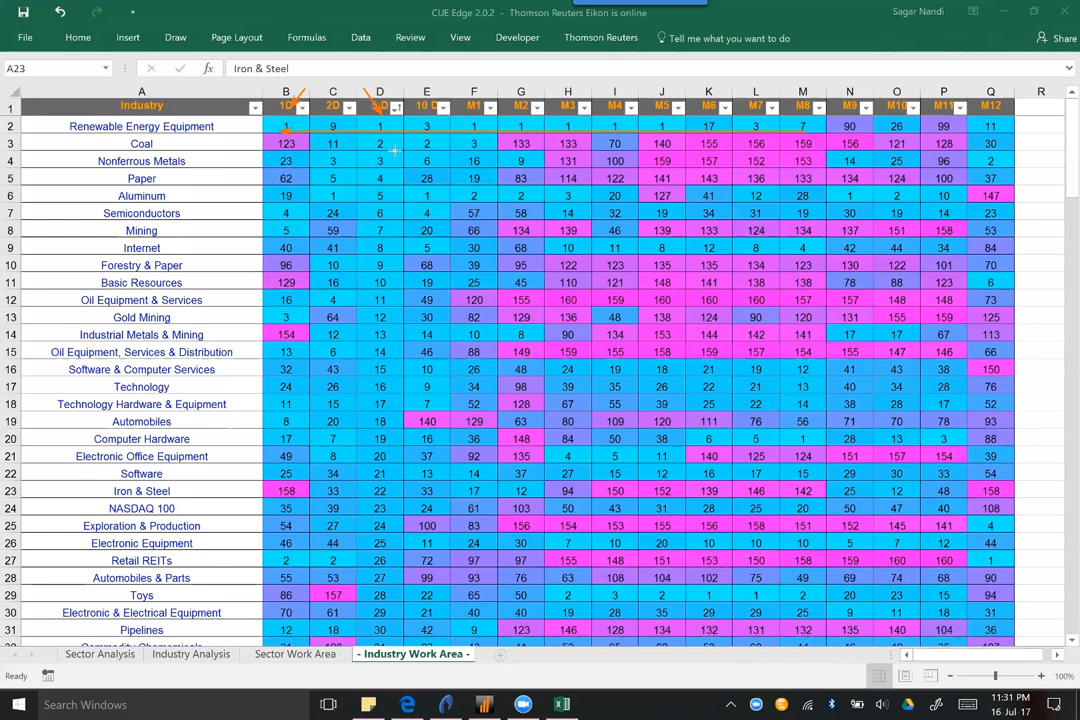 CUE Edge 2.0.2 - Thomson Reuters Eikon is online Sagar Nandi
File Home Insert Draw Page Layout Formulas Data Review View Developer Thomson Reuters Tell me what you want to do Share
A23 fx Iron & Steel
A B C D E F G H I J K L M N O P Q R
1 Industry 1D 2D 5 D 10 D M1 M2 M3 M4 M5 M6 M7 M8 M9 M10 M11 M12
2 Renewable Energy Equipment 1 9 1 3 1 1 1 1 1 17 3 7 90 26 99 11
3 Coal 123 11 2 2 3 133 133 70 140 155 156 159 156 121 128 30
4 Nonferrous Metals 23 3 3 6 16 9 131 100 159 157 152 153 14 25 96 2
5 Paper 62 5 4 28 19 83 114 122 141 143 136 133 134 124 100 37
6 Aluminum 19 1 5 1 2 2 3 20 127 41 12 28 1 2 10 147
7 Semiconductors 4 24 6 4 57 58 14 32 19 34 31 19 30 19 14 23
8 Mining 5 59 7 20 66 134 139 46 139 133 124 134 137 151 158 53
9 Internet 40 41 8 5 30 68 10 11 8 12 8 4 42 44 34 84
10 Forestry & Paper 96 10 9 68 39 95 122 123 135 135 134 123 130 122 101 70
11 Basic Resources 129 16 10 19 25 45 110 121 148 141 138 138 78 88 123 6
12 Oil Equipment & Services 16 4 11 49 120 155 160 159 160 160 160 157 157 148 148 73
13 Gold Mining 3 64 12 30 82 129 136 48 138 124 90 120 131 155 159 125
14 Industrial Metals & Mining 154 12 13 14 10 8 90 134 153 144 142 141 17 17 67 113
15 Oil Equipment, Services & Distribution 13 6 14 46 88 149 159 155 158 159 157 154 155 147 146 66
16 Software & Computer Services 32 43 15 10 26 48 24 19 18 21 19 12 41 43 38 150
17 Technology 24 26 16 9 34 98 39 35 26 22 21 13 40 34 28 76
18 Technology Hardware & Equipment 11 15 17 7 52 128 67 55 39 25 22 14 38 28 17 52
19 Automobiles 8 20 18 140 129 63 80 109 120 111 76 56 71 70 78 93
20 Computer Hardware 17 7 19 16 36 148 84 50 38 6 5 1 28 13 3 88
21 Electronic Office Equipment 49 8 20 37 92 135 4 5 11 140 125 124 151 157 154 39
22 Software 25 34 21 13 14 37 27 15 12 16 17 15 29 30 33 54
23 Iron & Steel 158 33 22 33 17 12 94 150 152 139 146 142 25 12 48 158
24 NASDAQ 100 35 39 23 24 61 103 50 43 31 28 27 20 50 47 40 108
25 Exploration & Production 54 27 24 100 83 156 154 153 155 156 158 151 152 145 141 4
26 Electronic Equipment 46 44 25 11 24 30 7 10 20 10 10 10 5 7 12 44
27 Retail REITs 2 2 26 72 97 97 155 148 151 153 150 158 159 160 160 1
28 Automobiles & Parts 55 53 27 99 93 76 63 108 104 102 75 49 69 74 68 90
29 Toys 86 157 28 22 65 50 2 3 2 1 1 2 20 23 15 94
30 Electronic & Electrical Equipment 70 61 29 21 40 40 19 28 35 29 29 25 9 11 18 31
31 Pipelines 12 18 30 42 9 123 146 128 134 132 131 132 135 140 104 36
Sector Analysis Industry Analysis Sector Work Area - Industry Work Area -
Ready 100%
Search Windows 11:31 PM
16 Jul 17